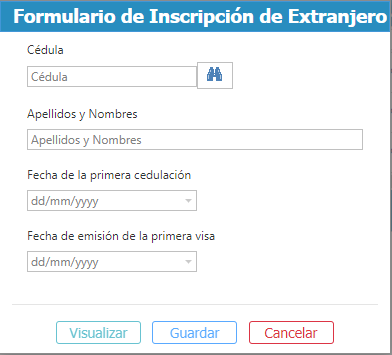 Formulario de Inscripción de Extranjero
Cédula
Cédula
Apellidos y Nombres
Apellidos y Nombres
Fecha de la primera cedulación
dd/mm/yyyy
Fecha de emisión de la primera visa
dd/mm/yyyy
Visualizar Guardar Cancelar